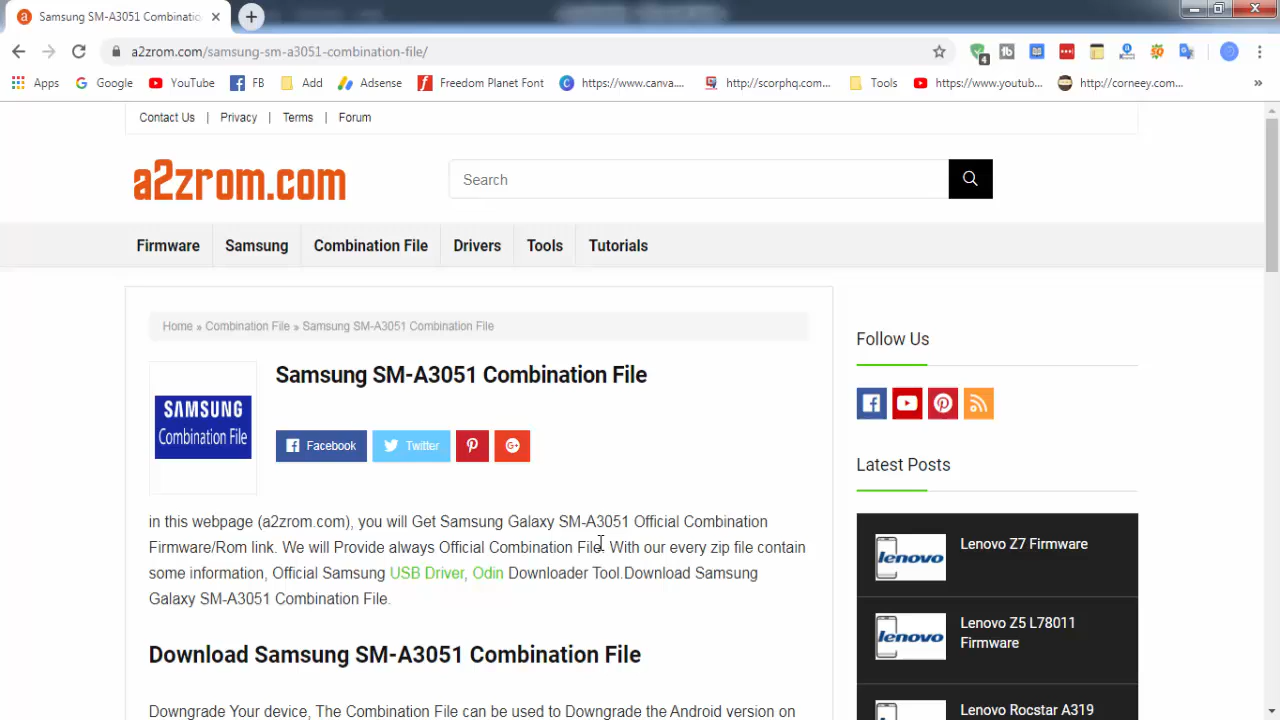 Samsung SM-A3051 Combinatio
a2zrom.com/samsung-sm-a3051-combination-file/
4
Apps Google YouTube FB Add Adsense Freedom Planet Font https://www.canva.... http://scorphq.com... Tools https://www.youtub... http://corneey.com... »
Contact Us | Privacy | Terms | Forum
a2zrom.com
Search
Firmware Samsung Combination File Drivers Tools Tutorials
Home » Combination File » Samsung SM-A3051 Combination File
SAMSUNG
Combination File
Samsung SM-A3051 Combination File
Facebook Twitter
in this webpage (a2zrom.com), you will Get Samsung Galaxy SM-A3051 Official Combination
Firmware/Rom link. We will Provide always Official Combination File. With our every zip file contain
some information, Official Samsung USB Driver, Odin Downloader Tool.Download Samsung
Galaxy SM-A3051 Combination File.
Download Samsung SM-A3051 Combination File
Downgrade Your device, The Combination File can be used to Downgrade the Android version on
Follow Us
Latest Posts
lenovo
Lenovo Z7 Firmware
lenovo
Lenovo Z5 L78011
Firmware
Lenovo Rocstar A319